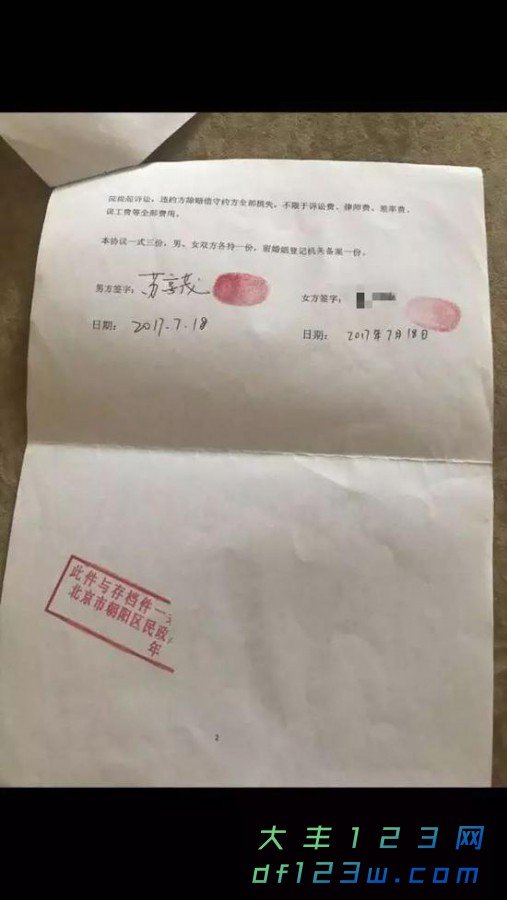 院提起诉讼，违约方除赔偿守约方全部损失，不限于诉讼费、律师费、差率费、
误工费等全部费用。
本协议一式三份，男、女双方各持一份，留婚姻登记机关备案一份。
男方签字：苏享茂
女方签字：
日期：2017.7.18
日期：2017年7月18日
此件与存档件一
北京市朝阳区民政
年
2
大丰123网
df123w.com